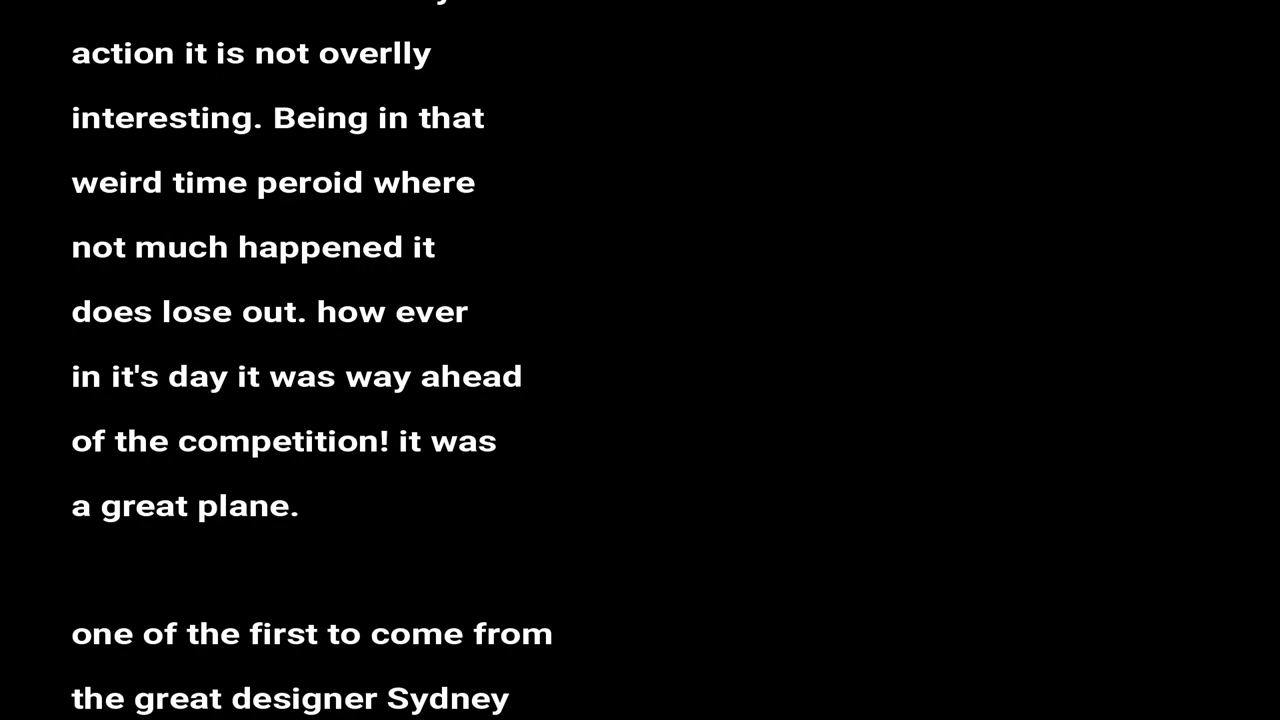 action it is not overlly
interesting. Being in that
weird time peroid where
not much happened it
does lose out. how ever
in it's day it was way ahead
of the competition! it was
a great plane.
one of the first to come from
the great designer Sydney